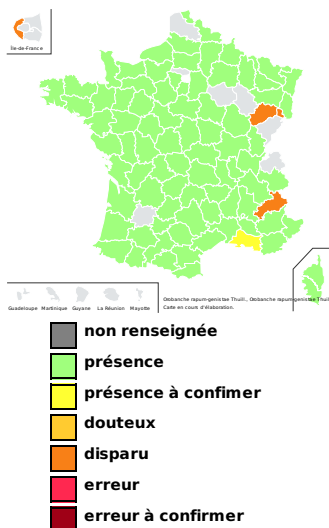 Île-de-France
Guadeloupe Martinique Guyane La Réunion Mayotte
Orobanche rapum-genistae Thuill., Orobanche rapum-genistae Thuill
Carte en cours d'élaboration.
non renseignée
présence
présence à confimer
douteux
disparu
erreur
erreur à confirmer